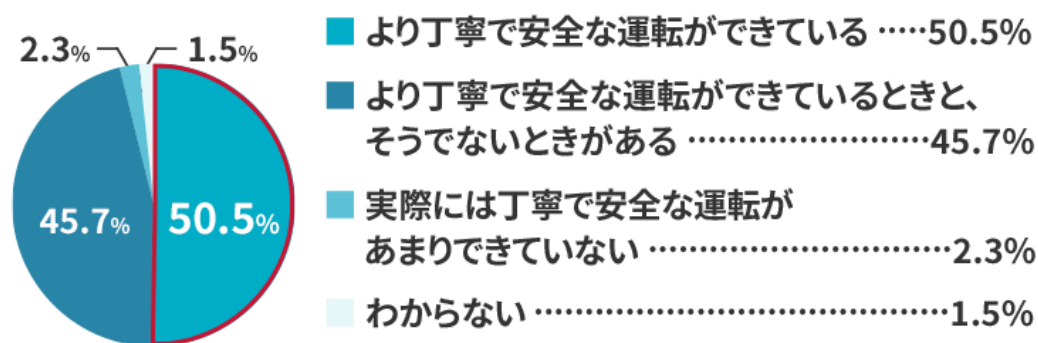 2.3%
1.5%
45.7%
50.5%
より丁寧で安全な運転ができている ·····50.5%
より丁寧で安全な運転ができているときと、
そうでないときがある ························45.7%
実際には丁寧で安全な運転が
あまりできていない ······························2.3%
わからない ·········································1.5%